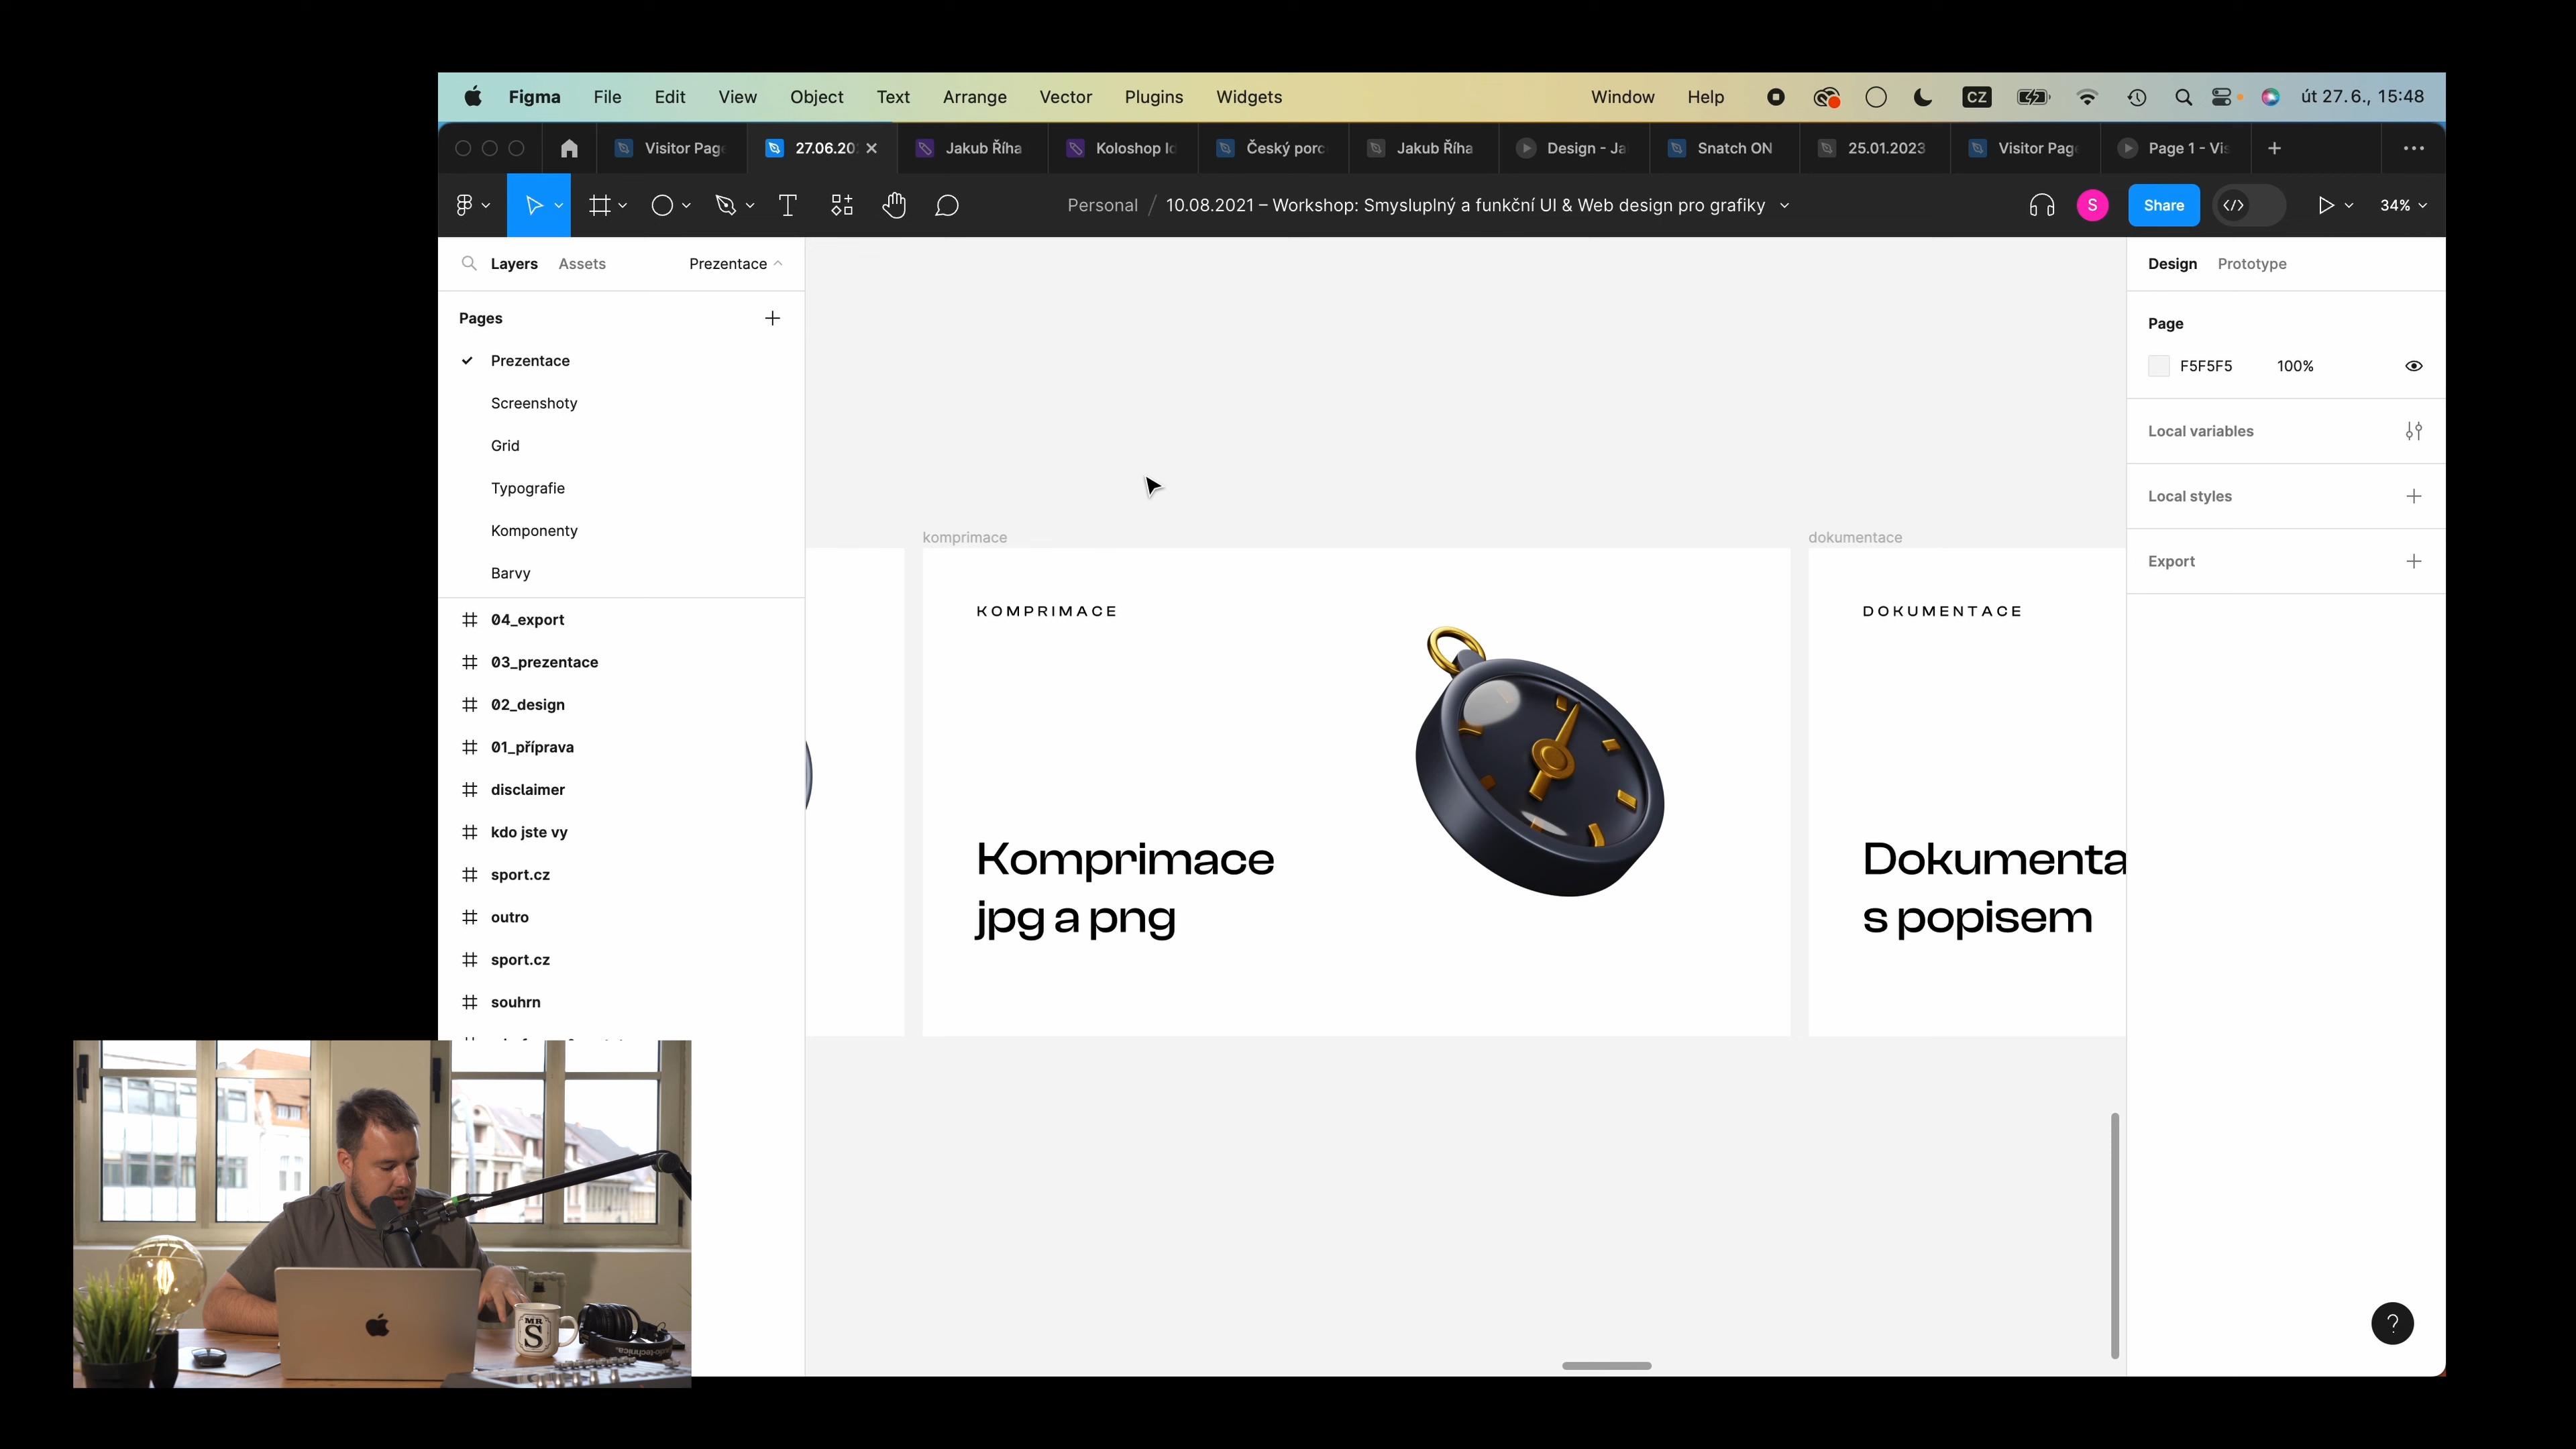 Figma File Edit View Object Text Arrange Vector Plugins Widgets Window Help CZ út 27. 6., 15:48
Visitor Page 27.06.20 Jakub Říha Koloshop Český porc Jakub Říha Design - Ja Snatch ON 25.01.2023 Visitor Page Page 1 - Vis
Personal / 10.08.2021 – Workshop: Smysluplný a funkční UI & Web design pro grafiky S Share 34%
Layers Assets Prezentace
Design Prototype
Pages
Prezentace
Screenshoty
Grid
Typografie
Komponenty
Barvy
04_export
03_prezentace
02_design
01_příprava
disclaimer
kdo jste vy
sport.cz
outro
sport.cz
souhrn
komprimace
KOMPRIMACE
Komprimace
jpg a png
dokumentace
DOKUMENTACE
Dokumenta
s popisem
Page
F5F5F5 100%
Local variables
Local styles
Export
?
MR
S
audio-technica